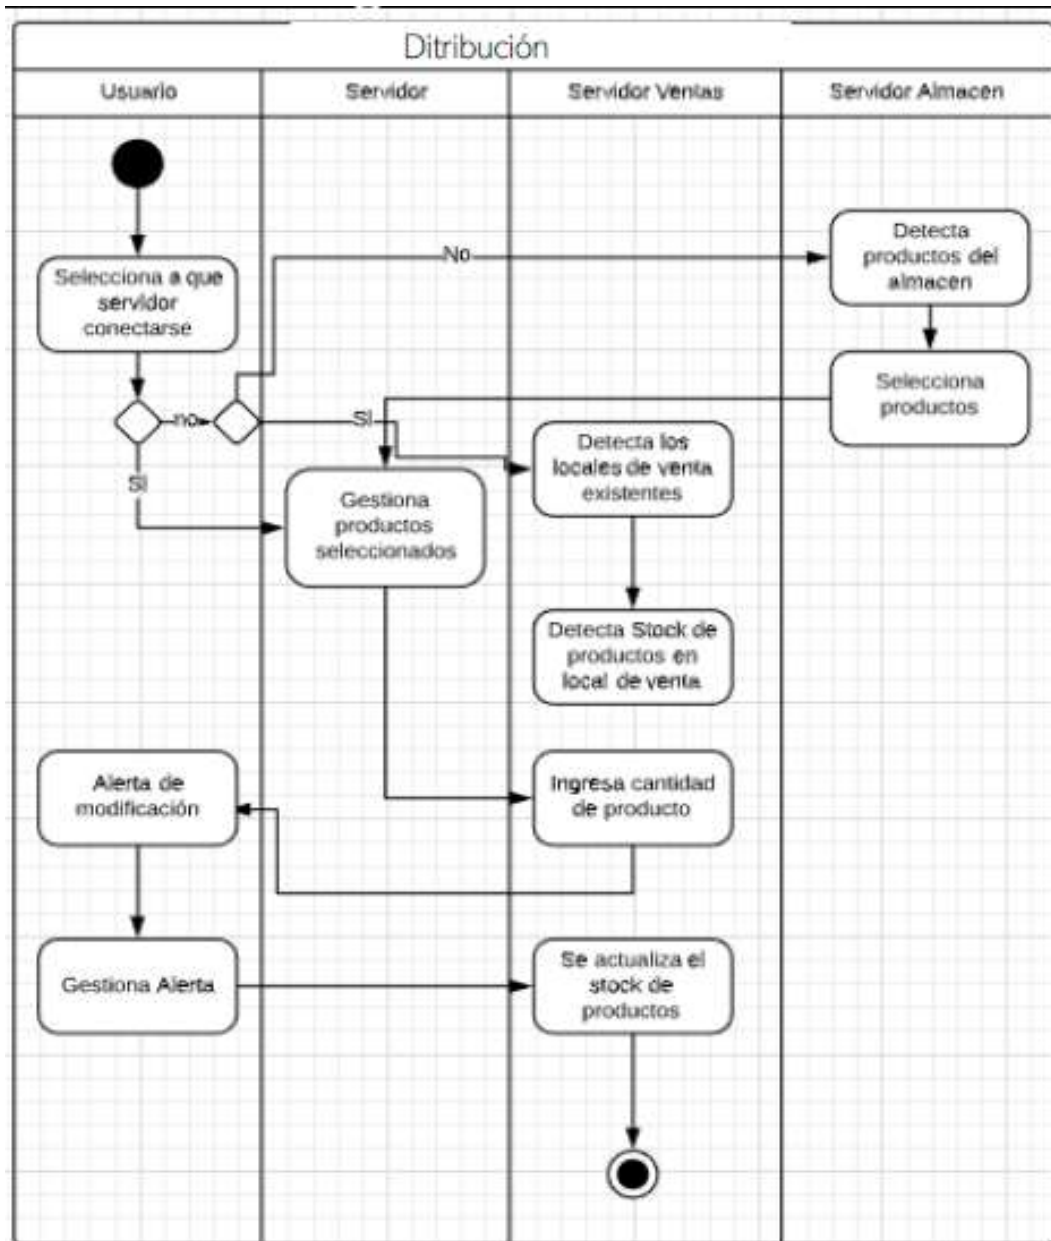 Ditribución
Usuario
Servidor
Servidor Ventas
Servidor Almacen
Selecciona a que
servidor
conectarse
no
SI
No
SI
Detecta
productos del
almacen
Selecciona
productos
Gestiona
productos
seleccionados
Detecta los
locales de venta
existentes
Detecta Stock de
productos en
local de venta
Alerta de
modificación
Ingresa cantidad
de producto
Gestiona Alerta
Se actualiza el
stock de
productos